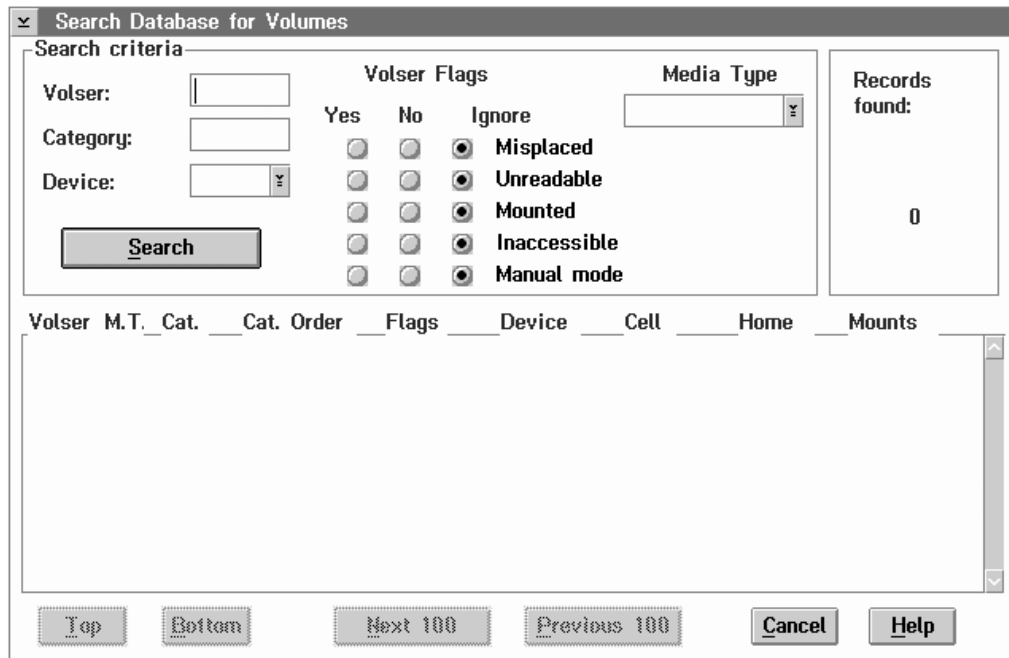 Search Database for Volumes
Search criteria
Volser:
Category:
Device:
Search
Volser Flags
Yes No Ignore
Misplaced
Unreadable
Mounted
Inaccessible
Manual mode
Media Type
Records
found:
0
Volser M.T. Cat. Cat. Order Flags Device Cell Home Mounts
Top Bottom Next 100 Previous 100 Cancel Help